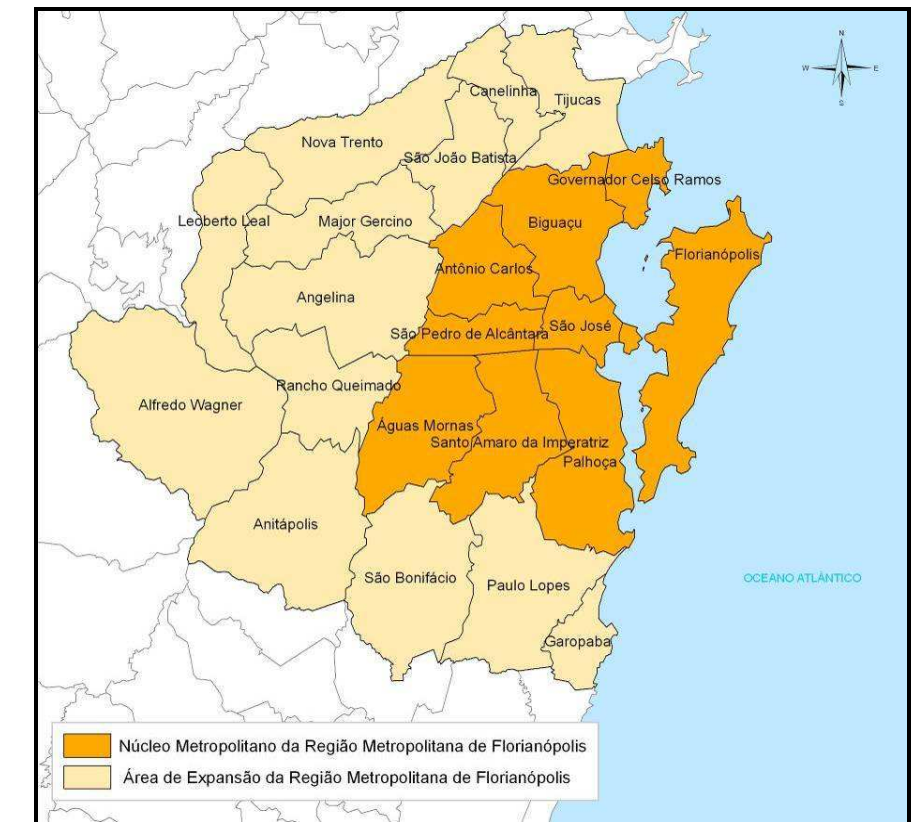 N
W
E
S
Canelinha
Tijucas
Nova Trento
São João Batista
Governador Celso Ramos
Leoberto Leal
Major Gercino
Biguaçu
Florianópolis
Antônio Carlos
Angelina
São José
São Pedro de Alcântara
Rancho Queimado
Alfredo Wagner
Águas Mornas
Santo Amaro da Imperatriz
Palhoça
Anitápolis
São Bonifácio
Paulo Lopes
OCEANO ATLÂNTICO
Garopaba
Núcleo Metropolitano da Região Metropolitana de Florianópolis
Área de Expansão da Região Metropolitana de Florianópolis